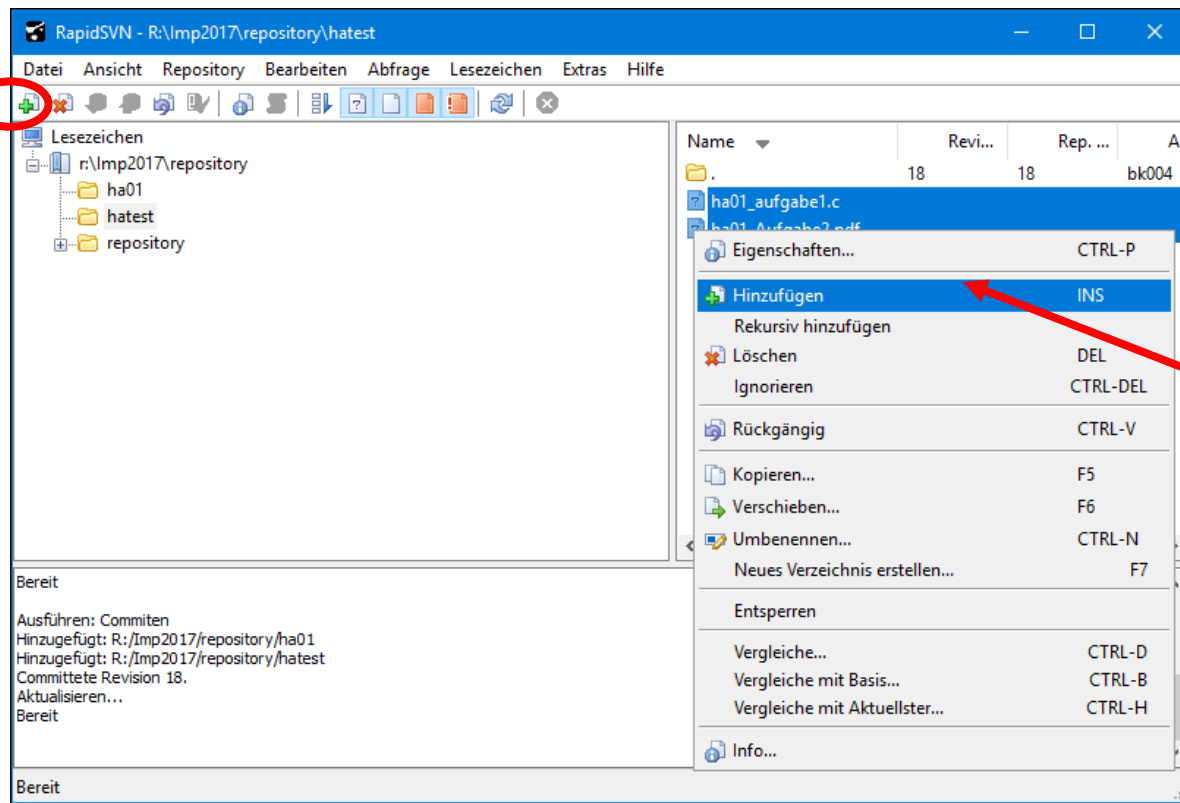 RapidSVN - R:\Imp2017\repository\hatest
Datei Ansicht Repository Bearbeiten Abfrage Lesezeichen Extras Hilfe
Lesezeichen
r:\Imp2017\repository
ha01
hatest
repository
Name Revi... Rep. ... A
. 18 18 bk004
ha01_aufgabe1.c
ha01_Aufgabe2.pdf
Eigenschaften... CTRL-P
Hinzufügen INS
Rekursiv hinzufügen
Löschen DEL
Ignorieren CTRL-DEL
Rückgängig CTRL-V
Kopieren... F5
Verschieben... F6
Umbenennen... CTRL-N
Neues Verzeichnis erstellen... F7
Entsperren
Vergleiche... CTRL-D
Vergleiche mit Basis... CTRL-B
Vergleiche mit Aktuellster... CTRL-H
Info...
Bereit
Ausführen: Commiten
Hinzugefügt: R:/Imp2017/repository/ha01
Hinzugefügt: R:/Imp2017/repository/hatest
Committete Revision 18.
Aktualisieren...
Bereit
Bereit